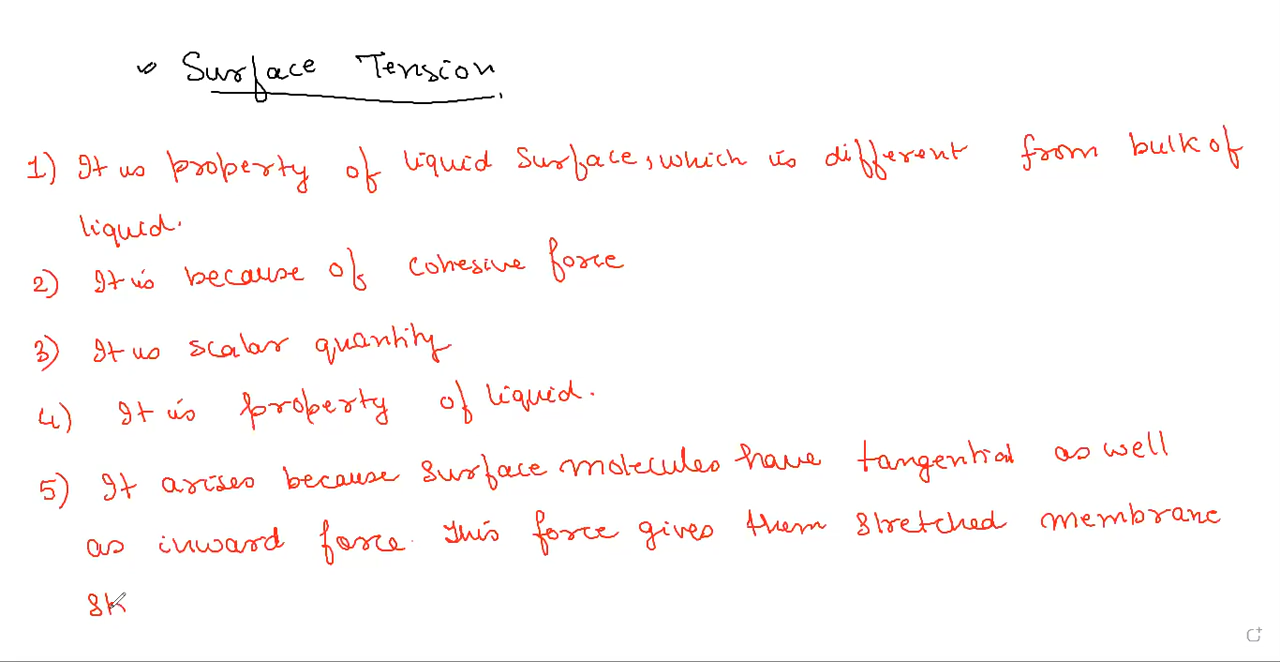 Surface Tension
1) It is property of liquid surface, which is different from bulk of
liquid.
2) It is because of cohesive force
3) It is scalar quantity
4) It is property of liquid.
5) It arises because surface molecules have tangential as well
as inward force. This force gives them stretched membrane
sk